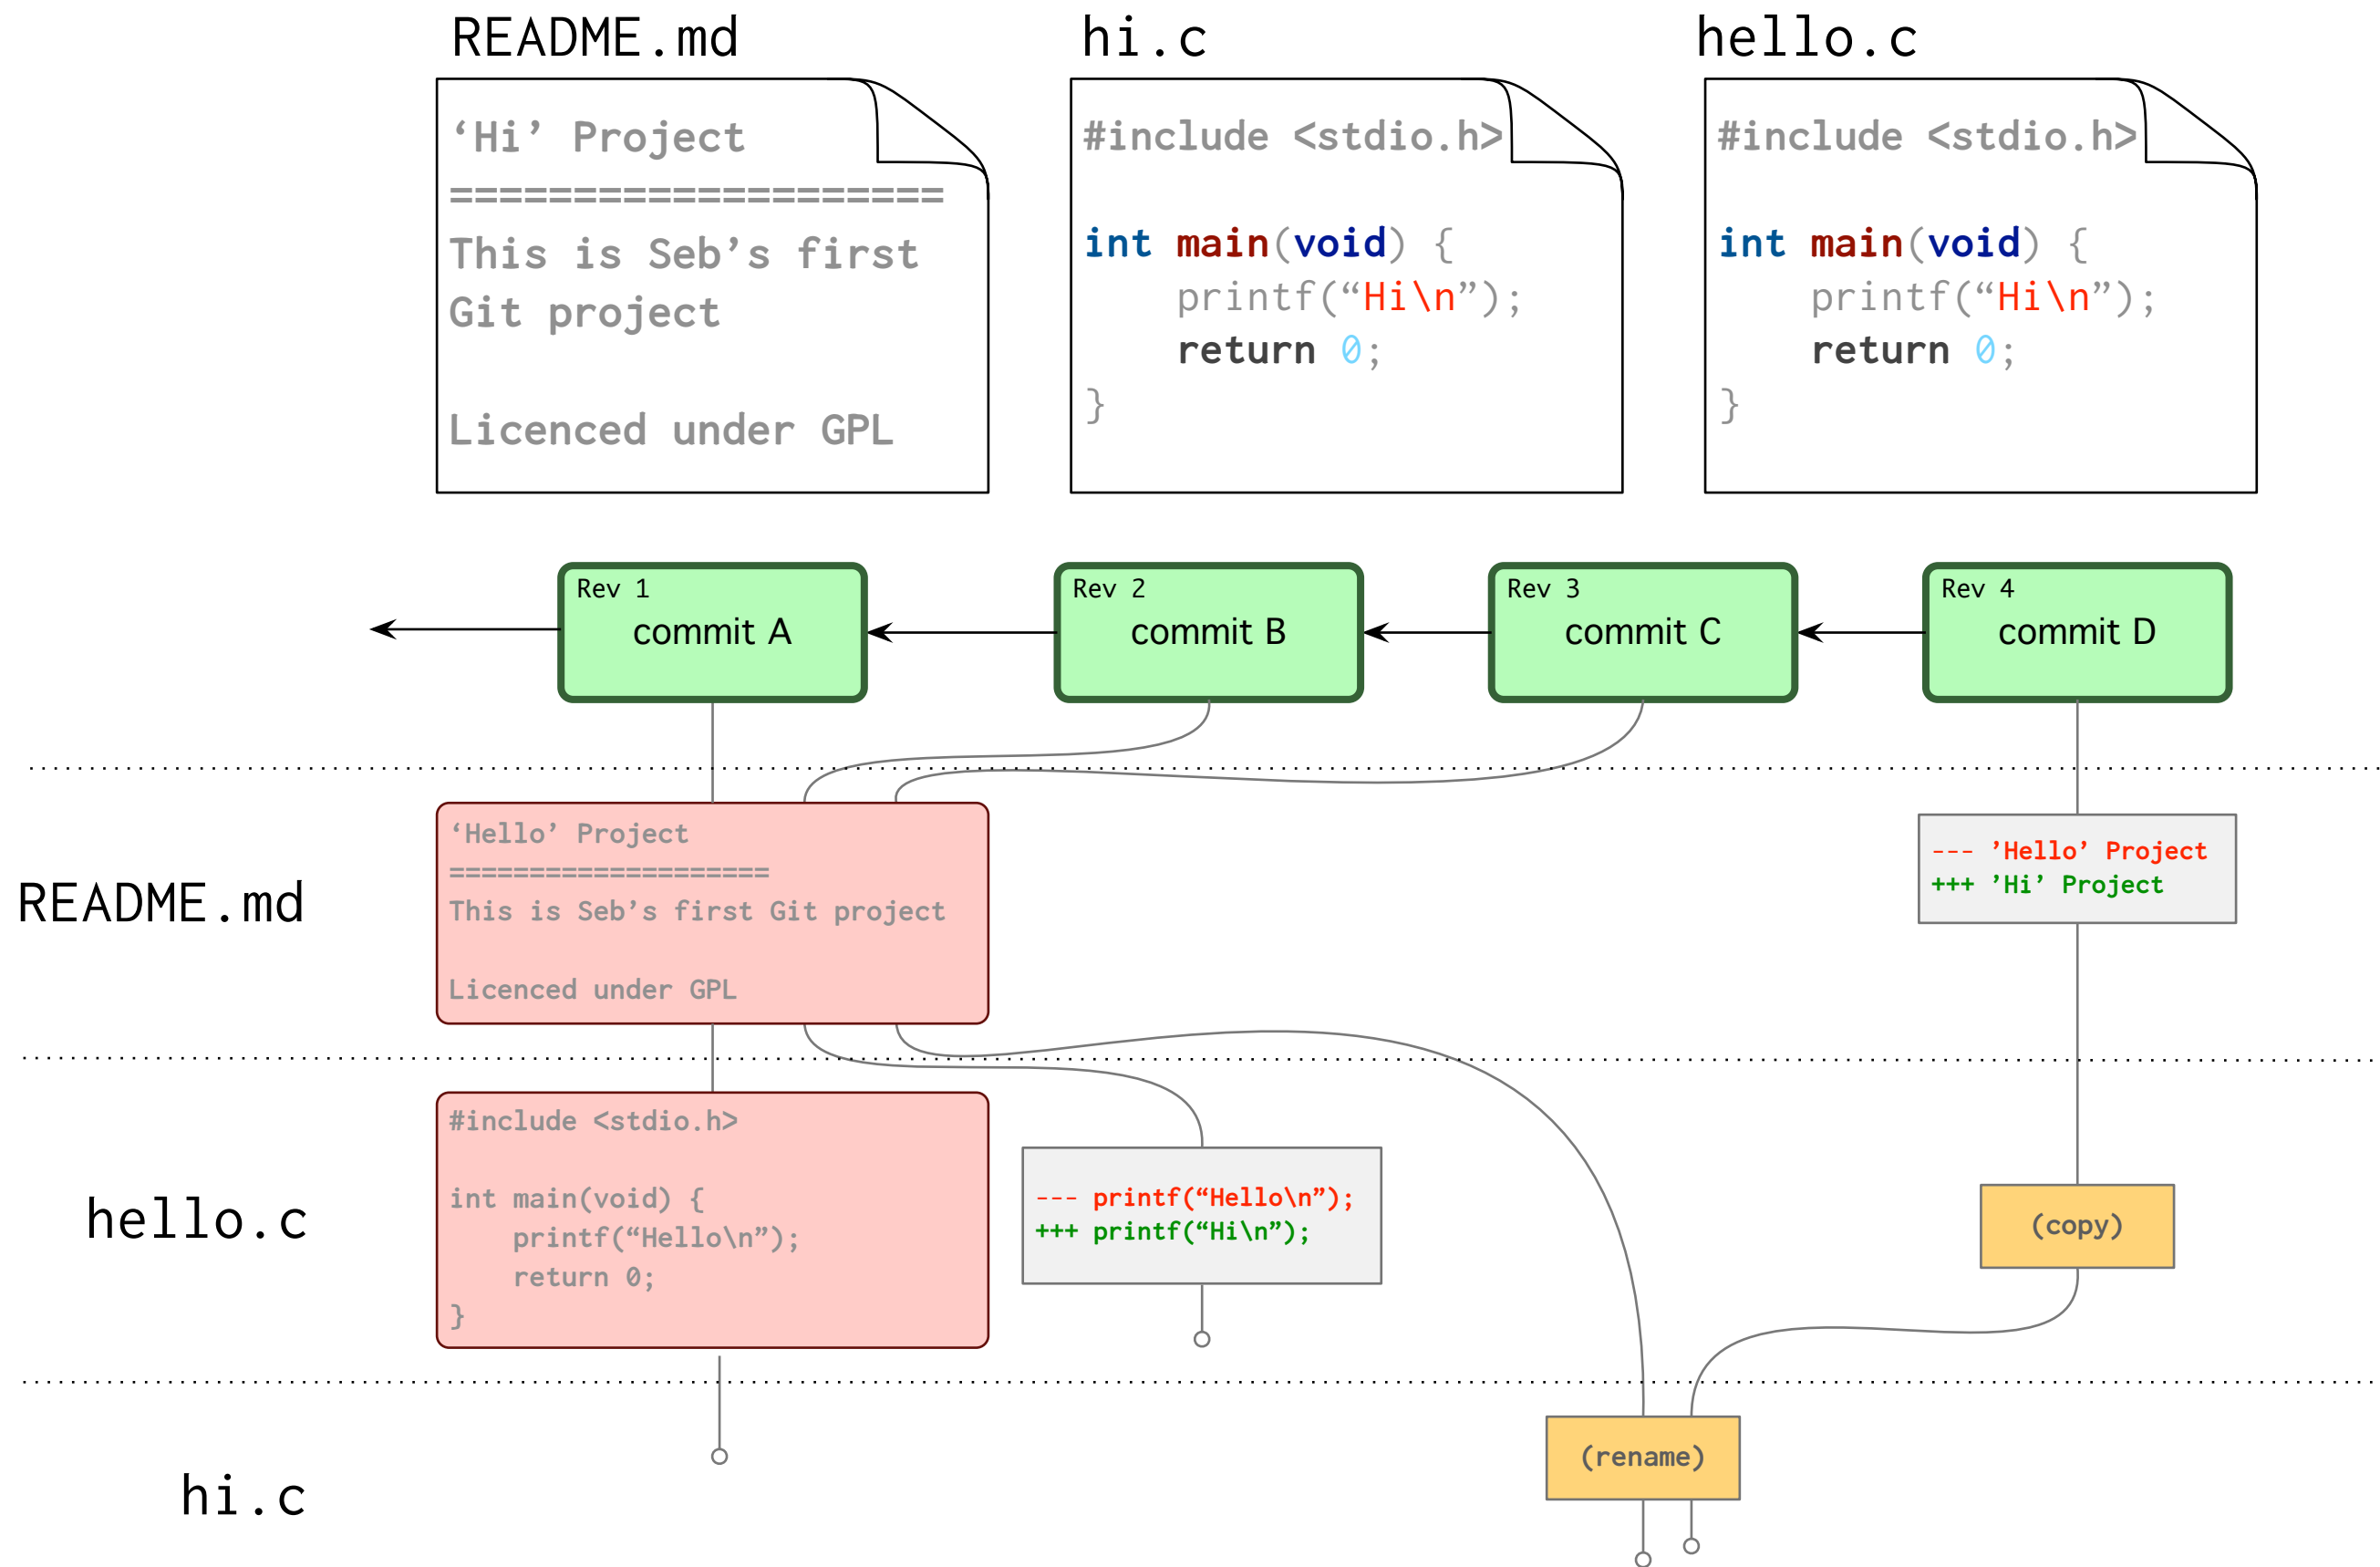 README.md
‘Hi’ Project
====================
This is Seb’s first
Git project
Licenced under GPL
hi.c
#include <stdio.h>
int main(void) {
printf(“Hi\n”);
return 0;
}
hello.c
#include <stdio.h>
int main(void) {
printf(“Hi\n”);
return 0;
}
Rev 1
commit A
Rev 2
commit B
Rev 3
commit C
Rev 4
commit D
README.md
‘Hello’ Project
====================
This is Seb’s first Git project
Licenced under GPL
--- ’Hello’ Project
+++ ’Hi’ Project
hello.c
#include <stdio.h>
int main(void) {
printf(“Hello\n”);
return 0;
}
--- printf(“Hello\n”);
+++ printf(“Hi\n”);
(copy)
hi.c
(rename)